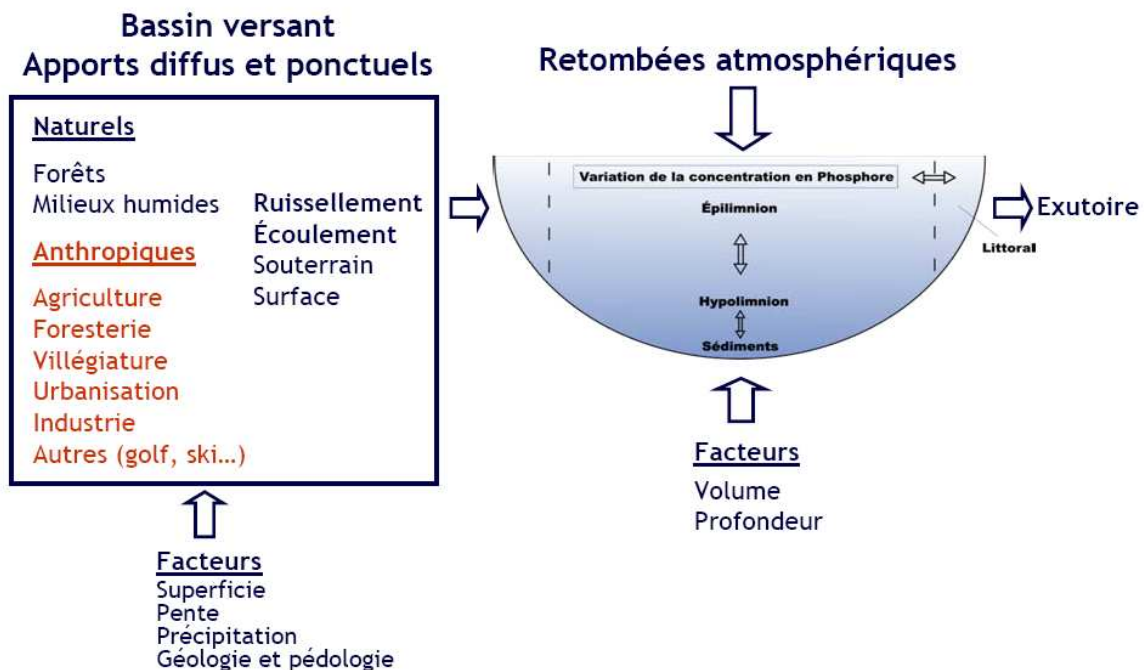 Bassin versant
Apports diffus et ponctuels
Naturels
Forêts
Milieux humides
Anthropiques
Agriculture
Foresterie
Villégiature
Urbanisation
Industrie
Autres (golf, ski...)
Ruissellement
Écoulement
Souterrain
Surface
Facteurs
Superficie
Pente
Précipitation
Géologie et pédologie
Retombées atmosphériques
Variation de la concentration en Phosphore
Épilimnion
Hypolimnion
Sédiments
Littoral
Exutoire
Facteurs
Volume
Profondeur